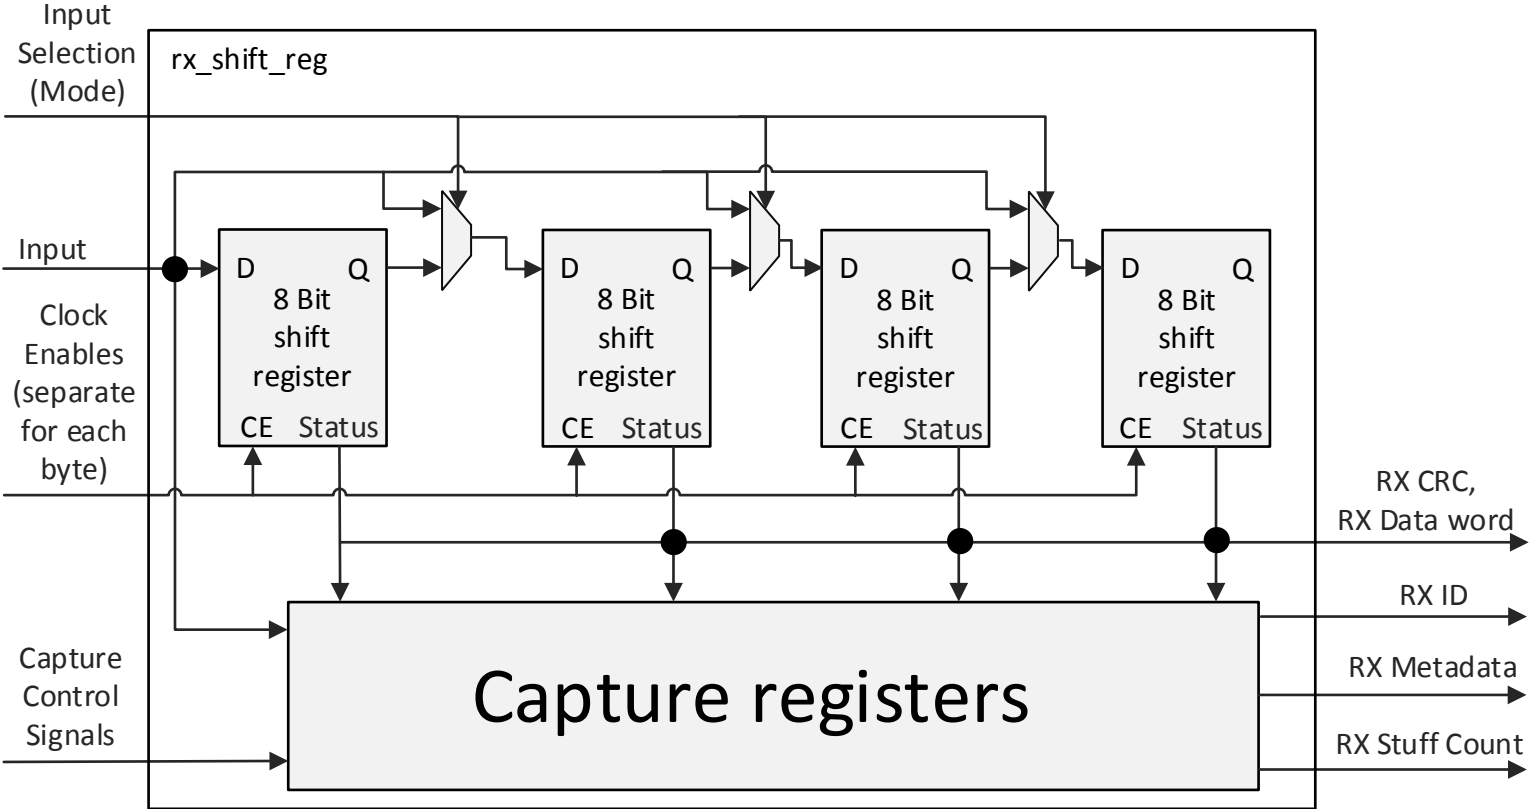 Input
Selection
(Mode)
rx_shift_reg
Input
D Q
8 Bit
shift
register
CE Status
D Q
8 Bit
shift
register
CE Status
D Q
8 Bit
shift
register
CE Status
D Q
8 Bit
shift
register
CE Status
Clock
Enables
(separate
for each
byte)
RX CRC,
RX Data word
RX ID
RX Metadata
RX Stuff Count
Capture
Control
Signals
Capture registers